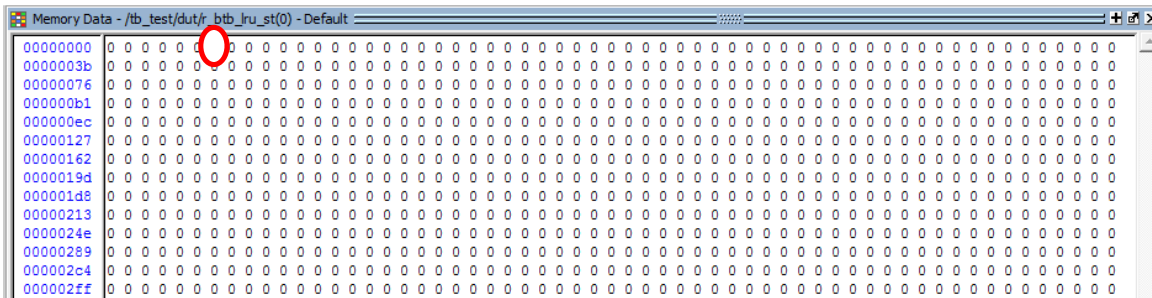 Memory Data - /tb_test/dut/r_btb_lru_st(0) - Default
00000000 0 0 0 0 0 0 0 0 0 0 0 0 0 0 0 0 0 0 0 0 0 0 0 0 0 0 0 0 0 0 0 0 0 0 0 0 0 0 0 0 0 0 0 0 0 0 0 0 0 0 0 0 0 0 0 0 0 0
0000003b 0 0 0 0 0 0 0 0 0 0 0 0 0 0 0 0 0 0 0 0 0 0 0 0 0 0 0 0 0 0 0 0 0 0 0 0 0 0 0 0 0 0 0 0 0 0 0 0 0 0 0 0 0 0 0 0 0 0 0
00000076 0 0 0 0 0 0 0 0 0 0 0 0 0 0 0 0 0 0 0 0 0 0 0 0 0 0 0 0 0 0 0 0 0 0 0 0 0 0 0 0 0 0 0 0 0 0 0 0 0 0 0 0 0 0 0 0 0 0 0
000000b1 0 0 0 0 0 0 0 0 0 0 0 0 0 0 0 0 0 0 0 0 0 0 0 0 0 0 0 0 0 0 0 0 0 0 0 0 0 0 0 0 0 0 0 0 0 0 0 0 0 0 0 0 0 0 0 0 0 0 0
000000ec 0 0 0 0 0 0 0 0 0 0 0 0 0 0 0 0 0 0 0 0 0 0 0 0 0 0 0 0 0 0 0 0 0 0 0 0 0 0 0 0 0 0 0 0 0 0 0 0 0 0 0 0 0 0 0 0 0 0 0
00000127 0 0 0 0 0 0 0 0 0 0 0 0 0 0 0 0 0 0 0 0 0 0 0 0 0 0 0 0 0 0 0 0 0 0 0 0 0 0 0 0 0 0 0 0 0 0 0 0 0 0 0 0 0 0 0 0 0 0 0
00000162 0 0 0 0 0 0 0 0 0 0 0 0 0 0 0 0 0 0 0 0 0 0 0 0 0 0 0 0 0 0 0 0 0 0 0 0 0 0 0 0 0 0 0 0 0 0 0 0 0 0 0 0 0 0 0 0 0 0 0
0000019d 0 0 0 0 0 0 0 0 0 0 0 0 0 0 0 0 0 0 0 0 0 0 0 0 0 0 0 0 0 0 0 0 0 0 0 0 0 0 0 0 0 0 0 0 0 0 0 0 0 0 0 0 0 0 0 0 0 0 0
000001d8 0 0 0 0 0 0 0 0 0 0 0 0 0 0 0 0 0 0 0 0 0 0 0 0 0 0 0 0 0 0 0 0 0 0 0 0 0 0 0 0 0 0 0 0 0 0 0 0 0 0 0 0 0 0 0 0 0 0 0
00000213 0 0 0 0 0 0 0 0 0 0 0 0 0 0 0 0 0 0 0 0 0 0 0 0 0 0 0 0 0 0 0 0 0 0 0 0 0 0 0 0 0 0 0 0 0 0 0 0 0 0 0 0 0 0 0 0 0 0 0
0000024e 0 0 0 0 0 0 0 0 0 0 0 0 0 0 0 0 0 0 0 0 0 0 0 0 0 0 0 0 0 0 0 0 0 0 0 0 0 0 0 0 0 0 0 0 0 0 0 0 0 0 0 0 0 0 0 0 0 0 0
00000289 0 0 0 0 0 0 0 0 0 0 0 0 0 0 0 0 0 0 0 0 0 0 0 0 0 0 0 0 0 0 0 0 0 0 0 0 0 0 0 0 0 0 0 0 0 0 0 0 0 0 0 0 0 0 0 0 0 0 0
000002c4 0 0 0 0 0 0 0 0 0 0 0 0 0 0 0 0 0 0 0 0 0 0 0 0 0 0 0 0 0 0 0 0 0 0 0 0 0 0 0 0 0 0 0 0 0 0 0 0 0 0 0 0 0 0 0 0 0 0 0
000002ff 0 0 0 0 0 0 0 0 0 0 0 0 0 0 0 0 0 0 0 0 0 0 0 0 0 0 0 0 0 0 0 0 0 0 0 0 0 0 0 0 0 0 0 0 0 0 0 0 0 0 0 0 0 0 0 0 0 0 0